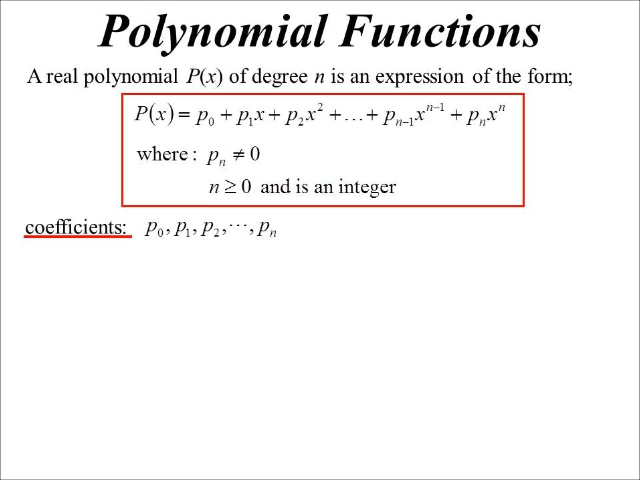 Polynomial Functions
A real polynomial P(x) of degree n is an expression of the form;
P(x) = p₀ + p₁x + p₂x² + … + pₙ₋₁xⁿ⁻¹ + pₙxⁿ
where : pₙ ≠ 0
n ≥ 0 and is an integer
coefficients: p₀, p₁, p₂, ⋯, pₙ